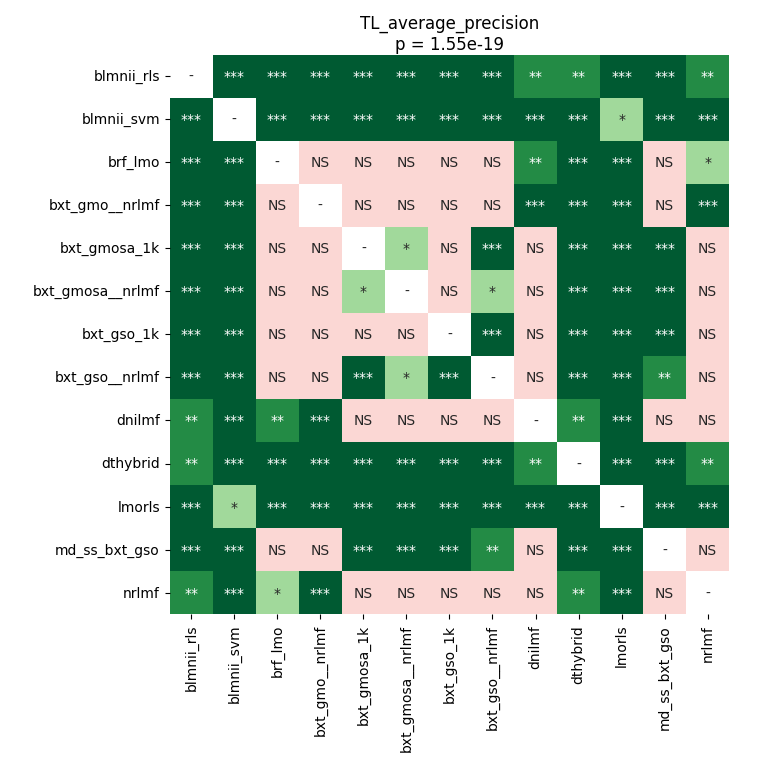 TL_average_precision
p = 1.55e-19
blmnii_rls - *** *** *** *** *** *** *** ** ** *** *** **
blmnii_svm *** - *** *** *** *** *** *** *** *** * *** ***
brf_lmo *** *** - NS NS NS NS NS ** *** *** NS *
bxt_gmo__nrlmf *** *** NS - NS NS NS NS *** *** *** NS ***
bxt_gmosa_1k *** *** NS NS - * NS *** NS *** *** *** NS
bxt_gmosa__nrlmf *** *** NS NS * - NS * NS *** *** *** NS
bxt_gso_1k *** *** NS NS NS NS - *** NS *** *** *** NS
bxt_gso__nrlmf *** *** NS NS *** * *** - NS *** *** ** NS
dnilmf ** *** ** *** NS NS NS NS - ** *** NS NS
dthybrid ** *** *** *** *** *** *** *** ** - *** *** **
lmorls *** * *** *** *** *** *** *** *** *** - *** ***
md_ss_bxt_gso *** *** NS NS *** *** *** ** NS *** *** - NS
nrlmf ** *** * *** NS NS NS NS NS ** *** NS -
blmnii_rls
blmnii_svm
brf_lmo
bxt_gmo__nrlmf
bxt_gmosa_1k
bxt_gmosa__nrlmf
bxt_gso_1k
bxt_gso__nrlmf
dnilmf
dthybrid
lmorls
md_ss_bxt_gso
nrlmf